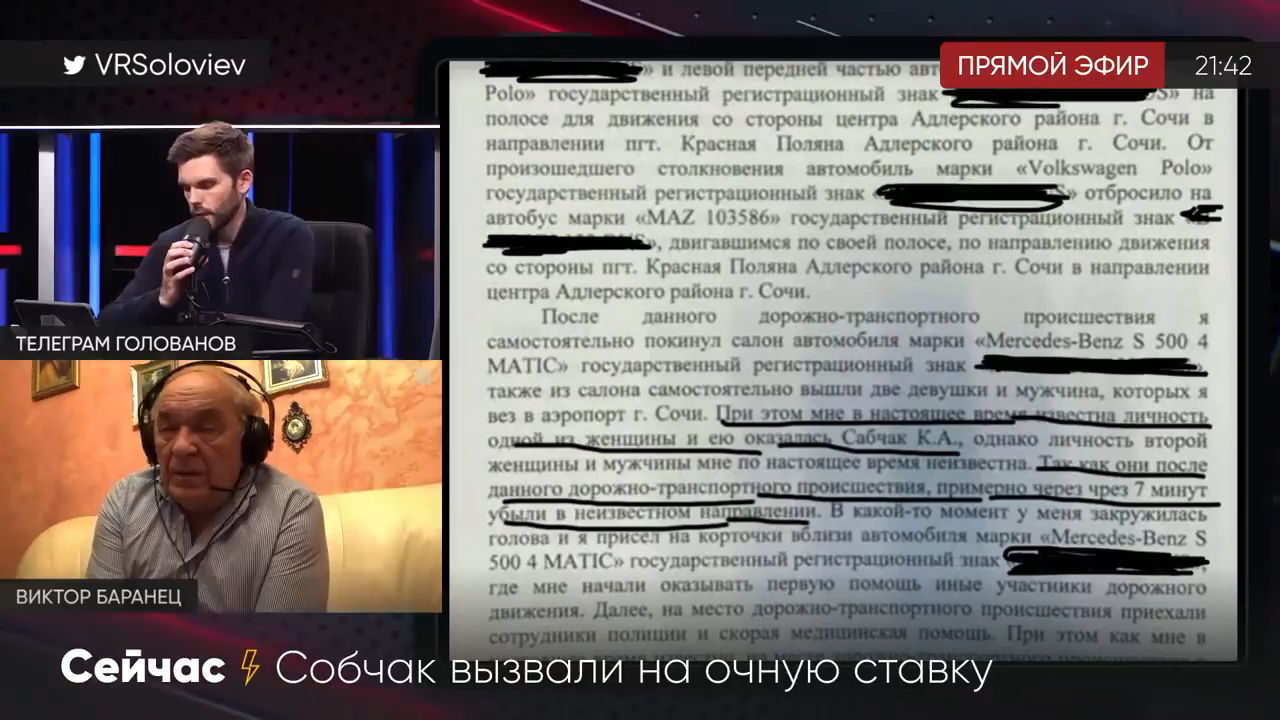 VRSoloviev
ПРЯМОЙ ЭФИР
21:42
ТЕЛЕГРАМ ГОЛОВАНОВ
ВИКТОР БАРАНЕЦ
» и левой передней частью авт
Polo» государственный регистрационный знак S» на
полосе для движения со стороны центра Адлерского района г. Сочи в
направлении пгт. Красная Поляна Адлерского района г. Сочи. От
произошедшего столкновения автомобиль марки «Volkswagen Polo»
государственный регистрационный знак » отбросило на
автобус марки «MAZ 103586» государственный регистрационный знак
», двигавшимся по своей полосе, по направлению движения
со стороны пгт. Красная Поляна Адлерского района г. Сочи в направлении
центра Адлерского района г. Сочи.
После данного дорожно-транспортного происшествия я
самостоятельно покинул салон автомобиля марки «Mercedes-Benz S 500 4
MATIC» государственный регистрационный знак
также из салона самостоятельно вышли две девушки и мужчина, которых я
вез в аэропорт г. Сочи. При этом мне в настоящее время известна личность
одной из женщины и ею оказалась Сабчак К.А., однако личность второй
женщины и мужчины мне по настоящее время неизвестна. Так как они после
данного дорожно-транспортного происшествия, примерно через чрез 7 минут
убыли в неизвестном направлении. В какой-то момент у меня закружилась
голова и я присел на корточки вблизи автомобиля марки «Mercedes-Benz S
500 4 MATIC» государственный регистрационный знак
где мне начали оказывать первую помощь иные участники дорожного
движения. Далее, на место дорожно-транспортного происшествия приехали
сотрудники полиции и скорая медицинская помощь. При этом как мне в
Сейчас Собчак вызвали на очную ставку